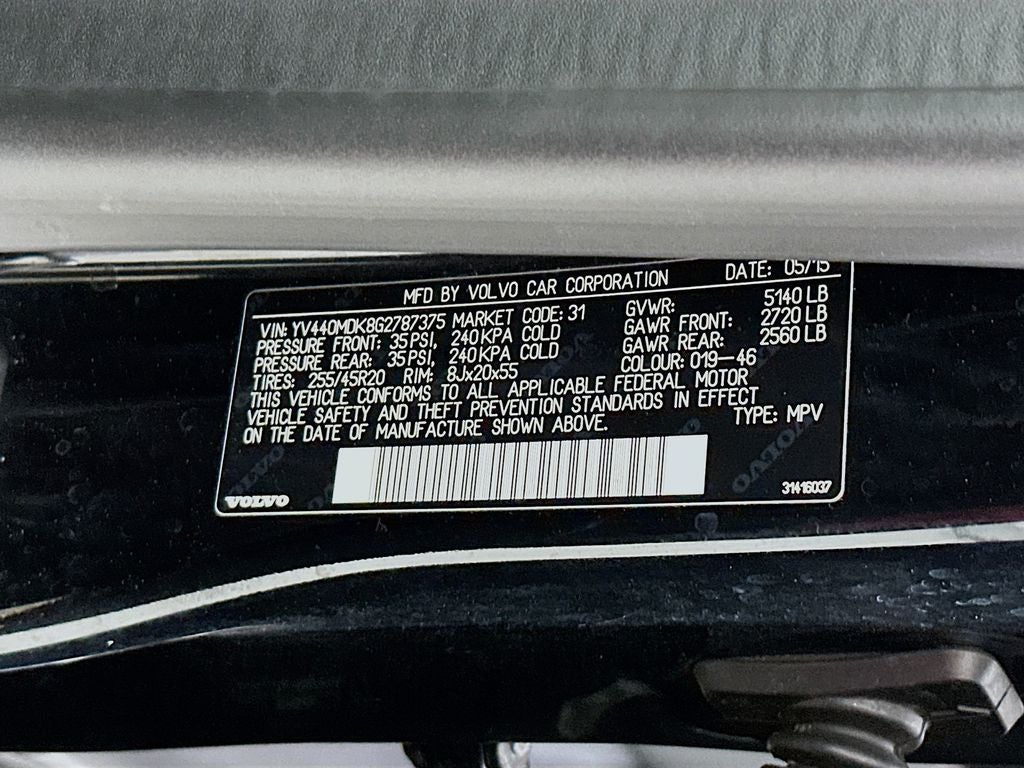 MFD BY VOLVO CAR CORPORATION DATE: 05/15
VIN: YV440MDK8G2787375 MARKET CODE: 31 GVWR: 5140 LB
PRESSURE FRONT: 35 PSI, 240 KPA COLD GAWR FRONT: 2720 LB
PRESSURE REAR: 35 PSI, 240 KPA COLD GAWR REAR: 2560 LB
TIRES: 255/45R20 RIM: 8Jx20x55 COLOUR: 019-46
THIS VEHICLE CONFORMS TO ALL APPLICABLE FEDERAL MOTOR
VEHICLE SAFETY AND THEFT PREVENTION STANDARDS IN EFFECT
ON THE DATE OF MANUFACTURE SHOWN ABOVE. TYPE: MPV
VOLVO 31416037